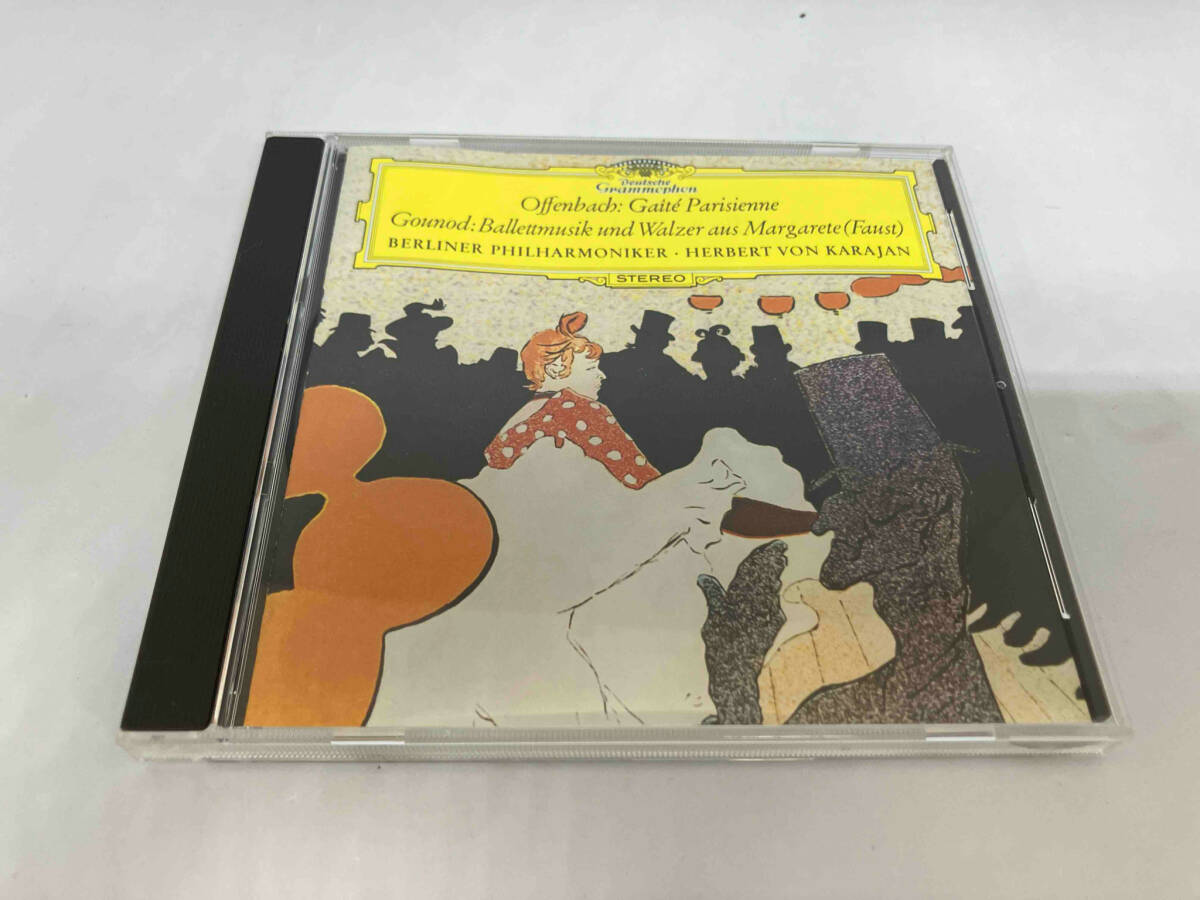 Deutsche
Grammophon
Offenbach: Gaîté Parisienne
Gounod: Ballettmusik und Walzer aus Margarete (Faust)
BERLINER PHILHARMONIKER · HERBERT VON KARAJAN
STEREO